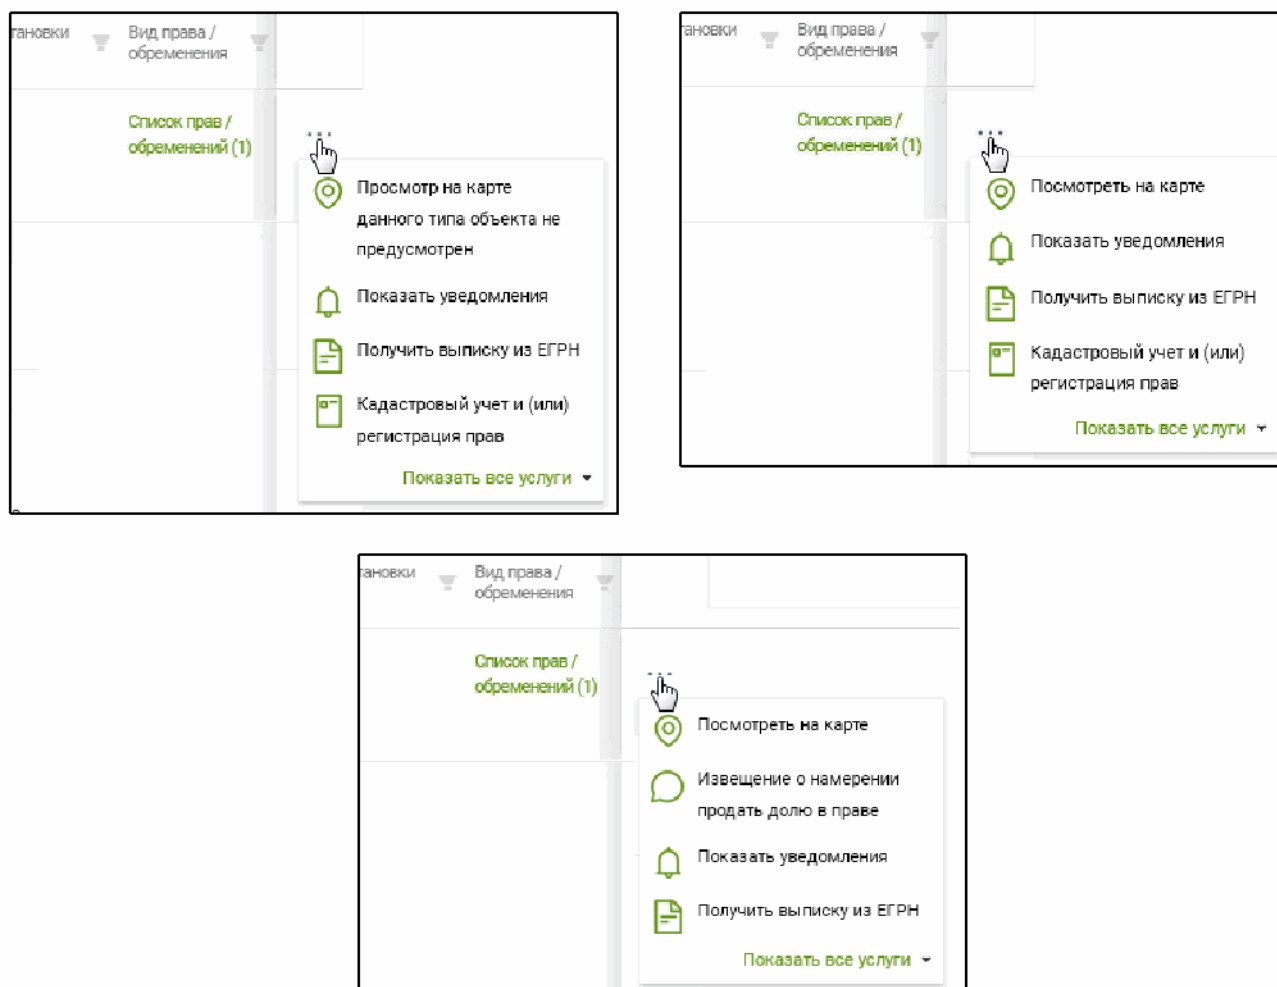 тановки
Вид права /
обременения
Список прав /
обременений (1)
Просмотр на карте
данного типа объекта не
предусмотрен
Показать уведомления
Получить выписку из ЕГРН
Кадастровый учет и (или)
регистрация прав
Показать все услуги
тановки
Вид права /
обременения
Список прав /
обременений (1)
Посмотреть на карте
Показать уведомления
Получить выписку из ЕГРН
Кадастровый учет и (или)
регистрация прав
Показать все услуги
тановки
Вид права /
обременения
Список прав /
обременений (1)
Посмотреть на карте
Извещение о намерении
продать долю в праве
Показать уведомления
Получить выписку из ЕГРН
Показать все услуги